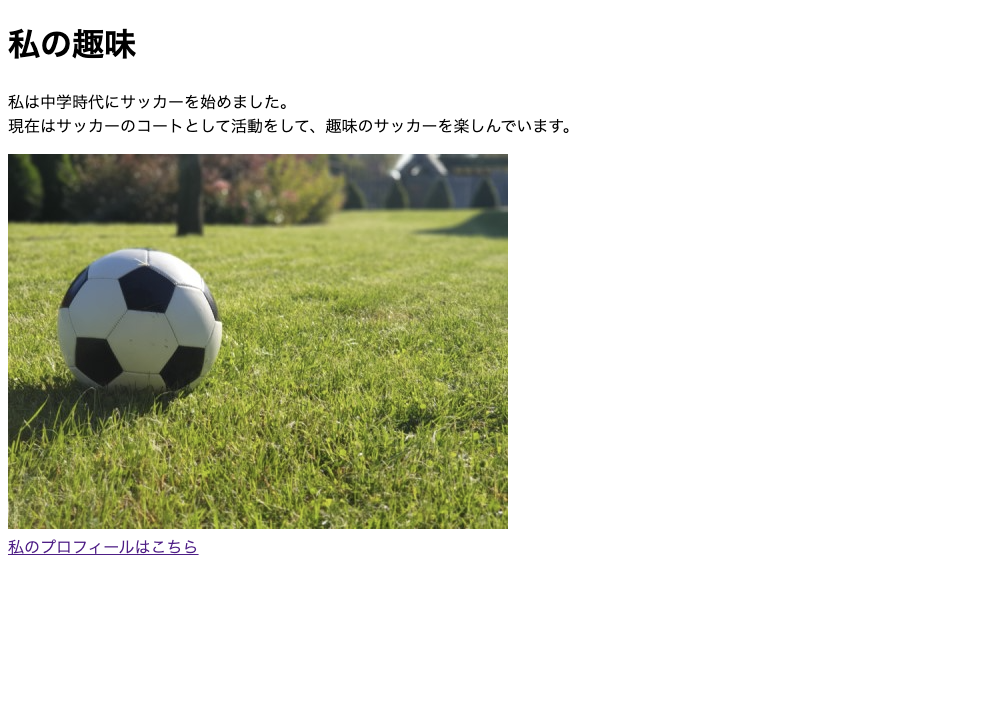 私の趣味
私は中学時代にサッカーを始めました。
現在はサッカーのコートとして活動をして、趣味のサッカーを楽しんでいます。
私のプロフィールはこちら